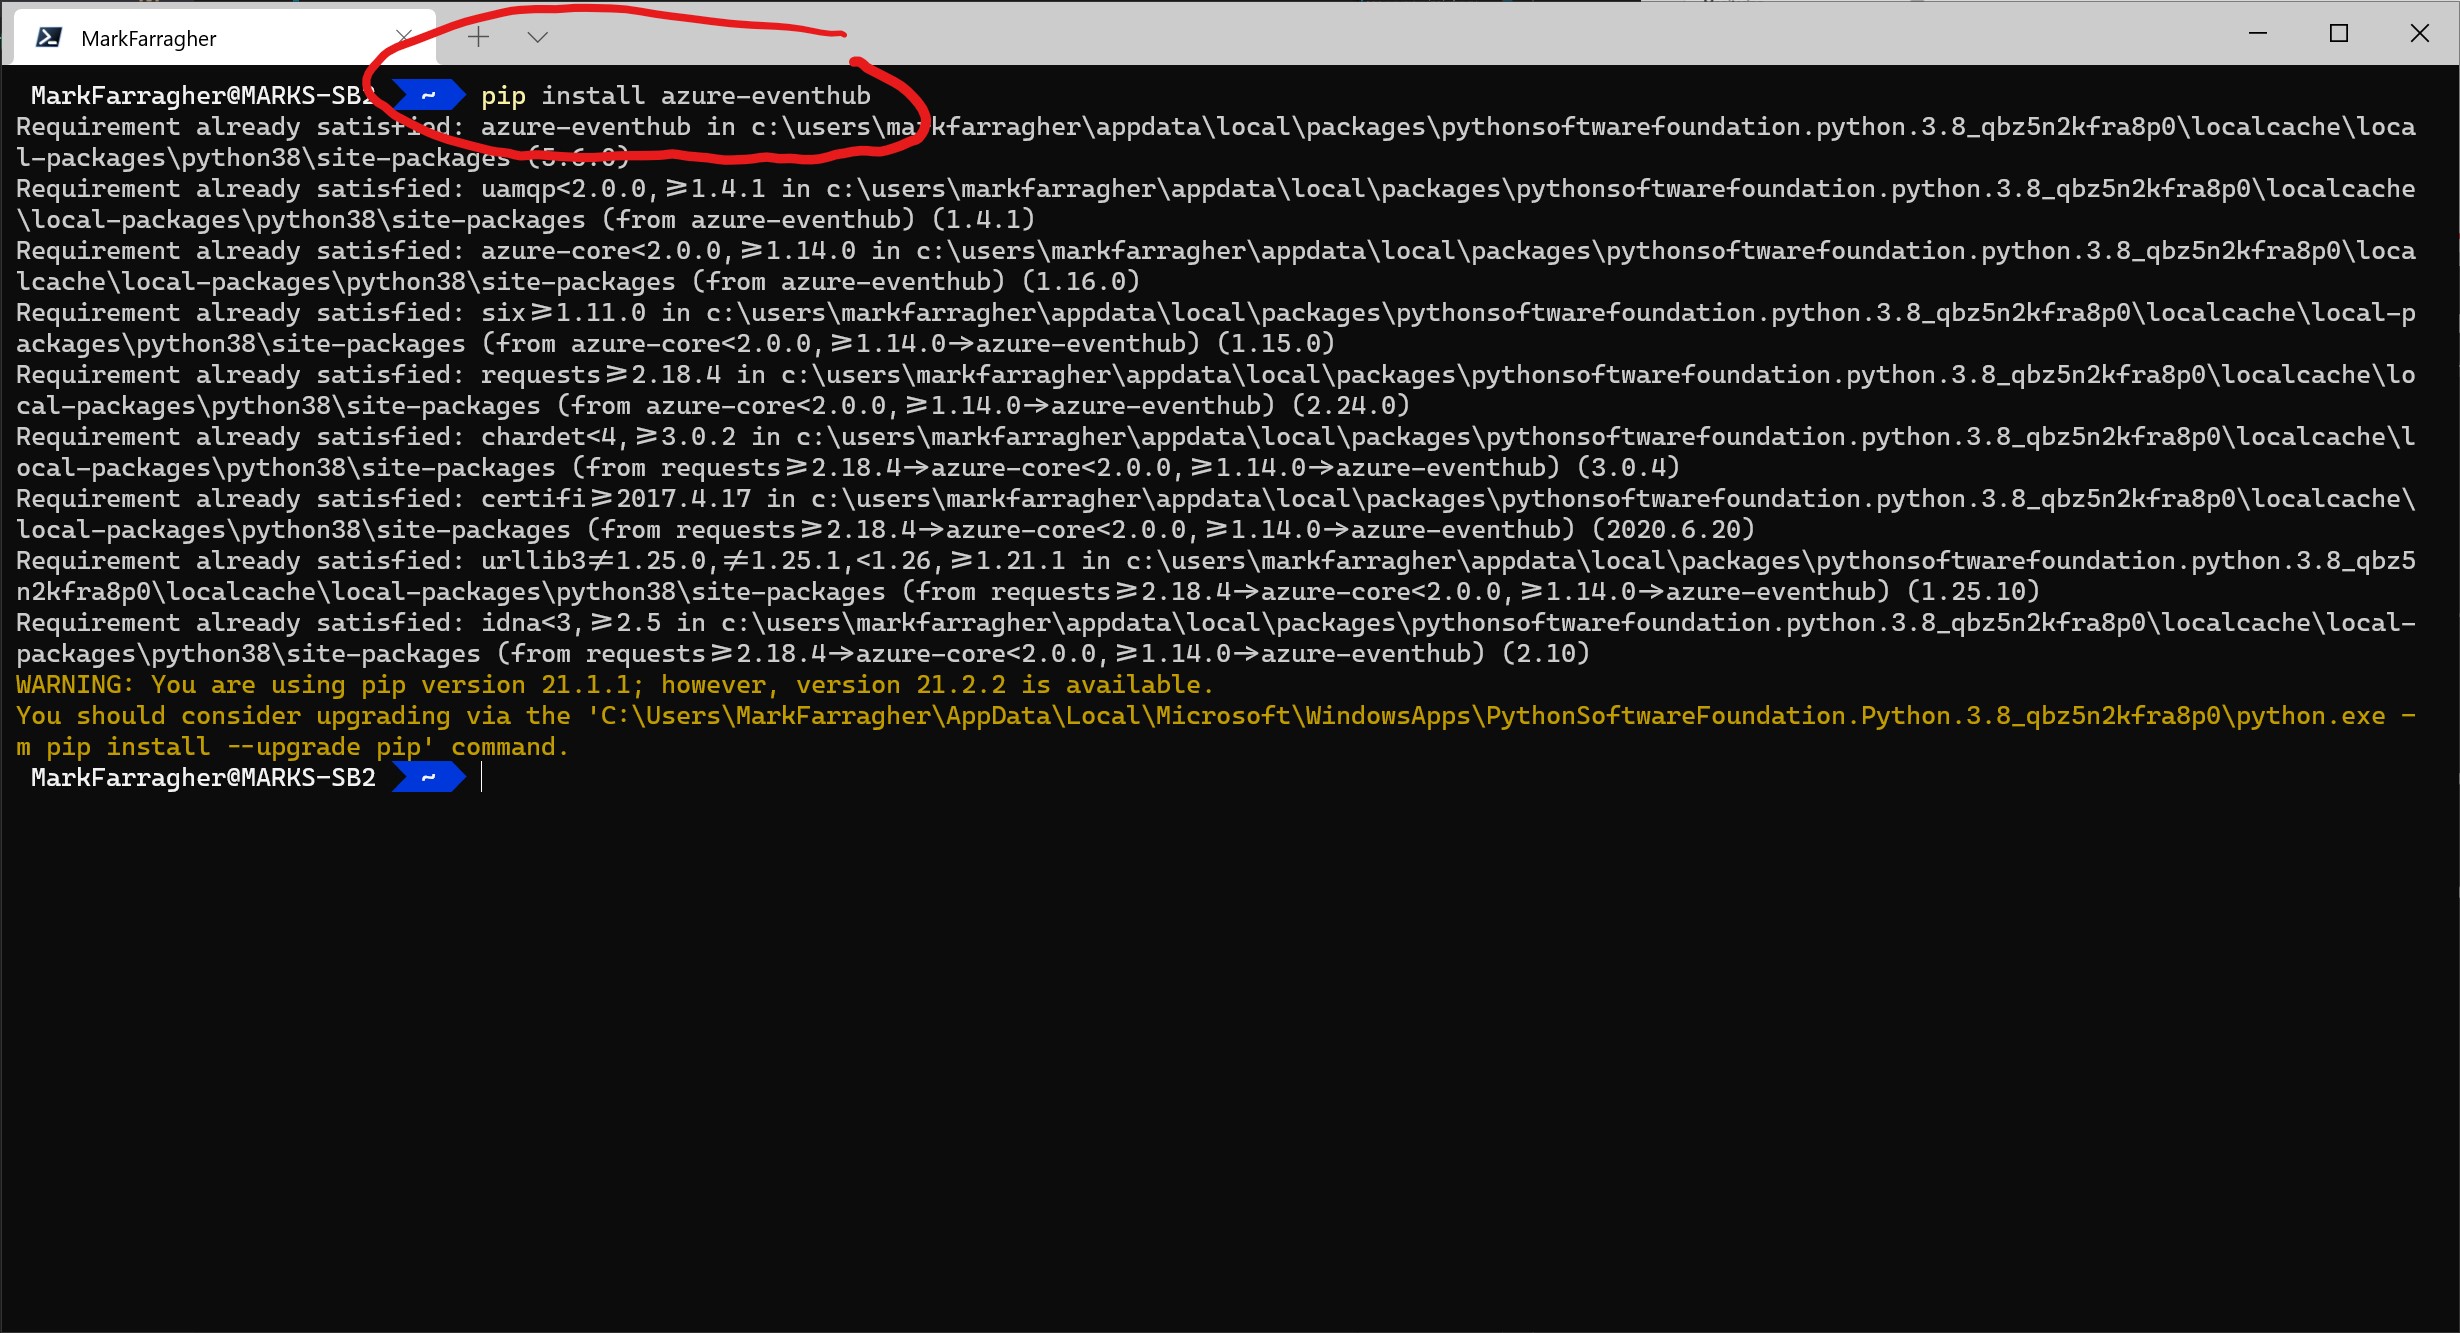 MarkFarragher
MarkFarragher@MARKS-SB2 ~ pip install azure-eventhub
Requirement already satisfied: azure-eventhub in c:\users\markfarragher\appdata\local\packages\pythonsoftwarefoundation.python.3.8_qbz5n2kfra8p0\localcache\loca
l-packages\python38\site-packages (5.6.0)
Requirement already satisfied: uamqp<2.0.0,>=1.4.1 in c:\users\markfarragher\appdata\local\packages\pythonsoftwarefoundation.python.3.8_qbz5n2kfra8p0\localcache
\local-packages\python38\site-packages (from azure-eventhub) (1.4.1)
Requirement already satisfied: azure-core<2.0.0,>=1.14.0 in c:\users\markfarragher\appdata\local\packages\pythonsoftwarefoundation.python.3.8_qbz5n2kfra8p0\loca
lcache\local-packages\python38\site-packages (from azure-eventhub) (1.16.0)
Requirement already satisfied: six>=1.11.0 in c:\users\markfarragher\appdata\local\packages\pythonsoftwarefoundation.python.3.8_qbz5n2kfra8p0\localcache\local-p
ackages\python38\site-packages (from azure-core<2.0.0,>=1.14.0->azure-eventhub) (1.15.0)
Requirement already satisfied: requests>=2.18.4 in c:\users\markfarragher\appdata\local\packages\pythonsoftwarefoundation.python.3.8_qbz5n2kfra8p0\localcache\lo
cal-packages\python38\site-packages (from azure-core<2.0.0,>=1.14.0->azure-eventhub) (2.24.0)
Requirement already satisfied: chardet<4,>=3.0.2 in c:\users\markfarragher\appdata\local\packages\pythonsoftwarefoundation.python.3.8_qbz5n2kfra8p0\localcache\l
ocal-packages\python38\site-packages (from requests>=2.18.4->azure-core<2.0.0,>=1.14.0->azure-eventhub) (3.0.4)
Requirement already satisfied: certifi>=2017.4.17 in c:\users\markfarragher\appdata\local\packages\pythonsoftwarefoundation.python.3.8_qbz5n2kfra8p0\localcache\
local-packages\python38\site-packages (from requests>=2.18.4->azure-core<2.0.0,>=1.14.0->azure-eventhub) (2020.6.20)
Requirement already satisfied: urllib3!=1.25.0,!=1.25.1,<1.26,>=1.21.1 in c:\users\markfarragher\appdata\local\packages\pythonsoftwarefoundation.python.3.8_qbz5
n2kfra8p0\localcache\local-packages\python38\site-packages (from requests>=2.18.4->azure-core<2.0.0,>=1.14.0->azure-eventhub) (1.25.10)
Requirement already satisfied: idna<3,>=2.5 in c:\users\markfarragher\appdata\local\packages\pythonsoftwarefoundation.python.3.8_qbz5n2kfra8p0\localcache\local-
packages\python38\site-packages (from requests>=2.18.4->azure-core<2.0.0,>=1.14.0->azure-eventhub) (2.10)
WARNING: You are using pip version 21.1.1; however, version 21.2.2 is available.
You should consider upgrading via the 'C:\Users\MarkFarragher\AppData\Local\Microsoft\WindowsApps\PythonSoftwareFoundation.Python.3.8_qbz5n2kfra8p0\python.exe -
m pip install --upgrade pip' command.
MarkFarragher@MARKS-SB2 ~